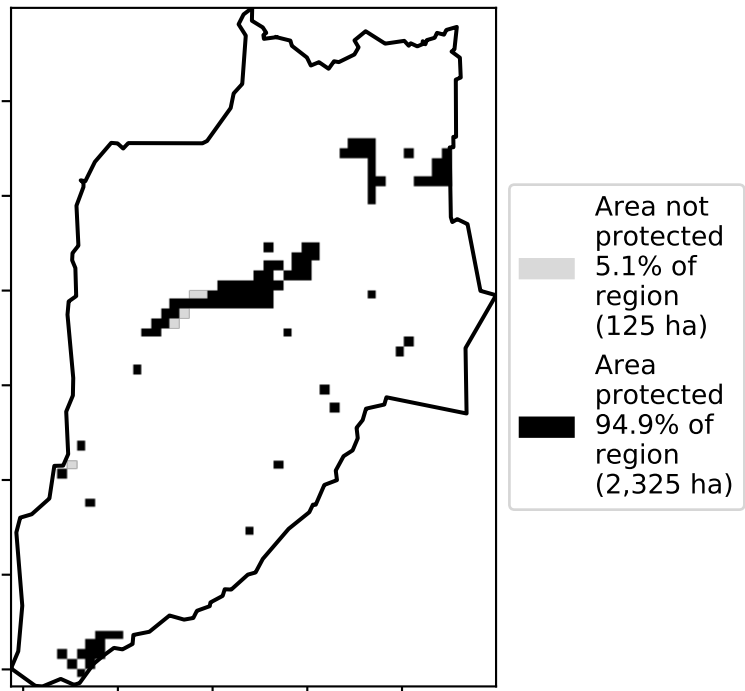 Area not
protected
5.1% of
region
(125 ha)
Area
protected
94.9% of
region
(2,325 ha)